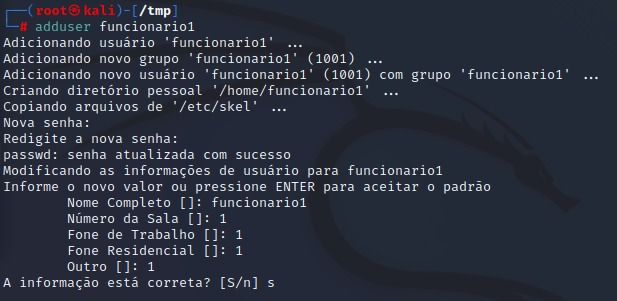 ┌──(root㉿kali)-[/tmp]
└─# adduser funcionario1
Adicionando usuário 'funcionario1' ...
Adicionando novo grupo 'funcionario1' (1001) ...
Adicionando novo usuário 'funcionario1' (1001) com grupo 'funcionario1' ...
Criando diretório pessoal '/home/funcionario1' ...
Copiando arquivos de '/etc/skel' ...
Nova senha:
Redigite a nova senha:
passwd: senha atualizada com sucesso
Modificando as informações de usuário para funcionario1
Informe o novo valor ou pressione ENTER para aceitar o padrão
Nome Completo []: funcionario1
Número da Sala []: 1
Fone de Trabalho []: 1
Fone Residencial []: 1
Outro []: 1
A informação está correta? [S/n] s